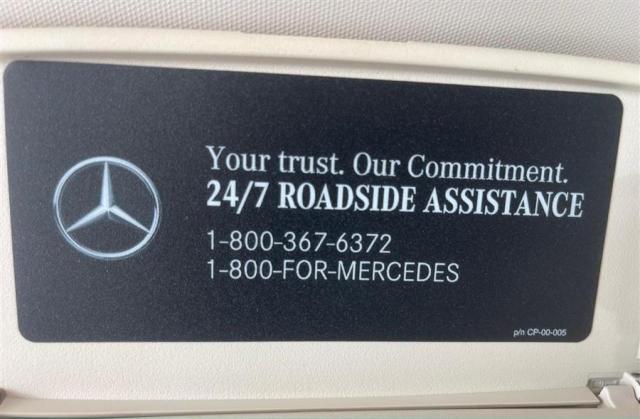 Your trust. Our Commitment.
24/7 ROADSIDE ASSISTANCE
1-800-367-6372
1-800-FOR-MERCEDES
p/n CP-00-005